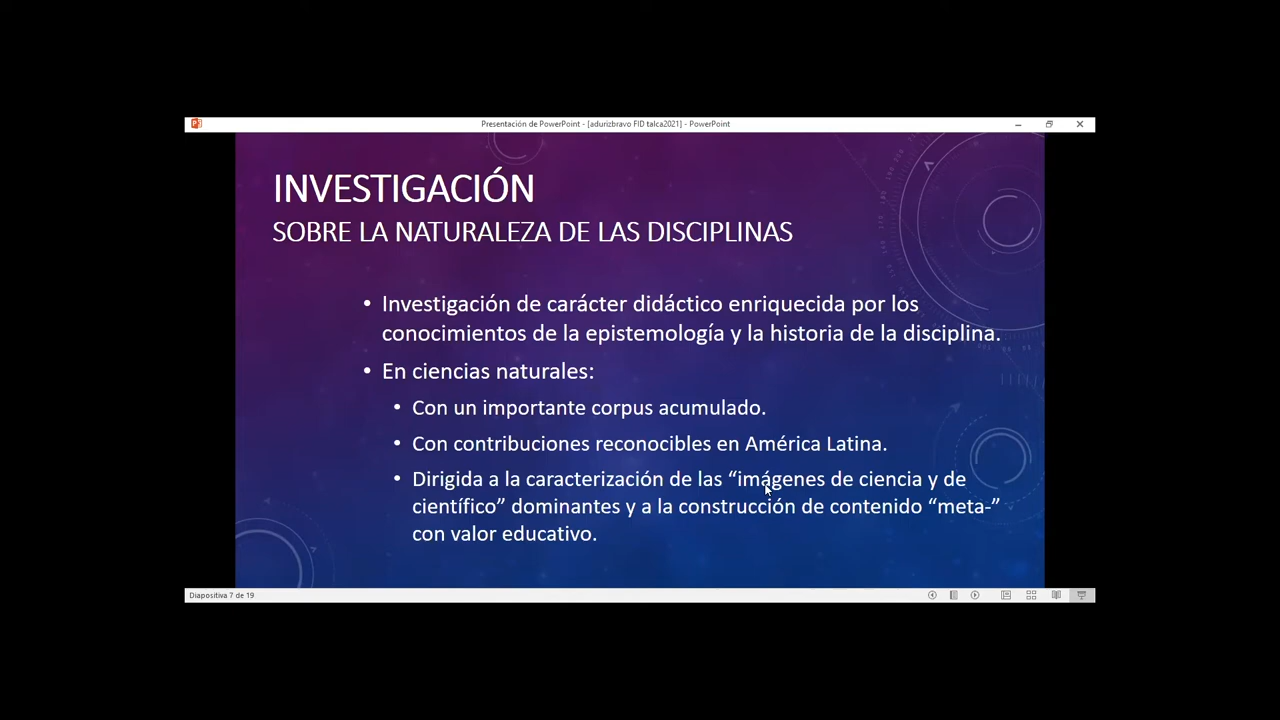 Presentación de PowerPoint - [adurizbravo FID talca2021] - PowerPoint
INVESTIGACIÓN
SOBRE LA NATURALEZA DE LAS DISCIPLINAS
• Investigación de carácter didáctico enriquecida por los
conocimientos de la epistemología y la historia de la disciplina.
• En ciencias naturales:
• Con un importante corpus acumulado.
• Con contribuciones reconocibles en América Latina.
• Dirigida a la caracterización de las “imágenes de ciencia y de
científico” dominantes y a la construcción de contenido “meta-”
con valor educativo.
Diapositiva 7 de 19